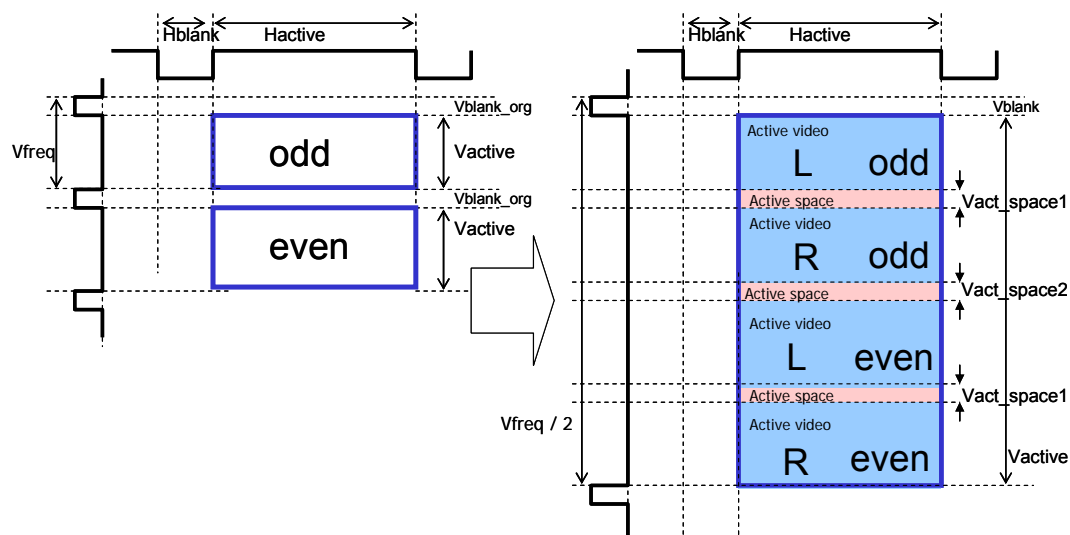 Hblank
Hactive
Vblank_org
Vfreq
odd
Vactive
Vblank_org
even
Vactive
Hblank
Hactive
Vblank
Active video
L odd
Active space
Vact_space1
Active video
R odd
Active space
Vact_space2
Active video
L even
Active space
Vact_space1
Vfreq / 2
Active video
R even
Vactive